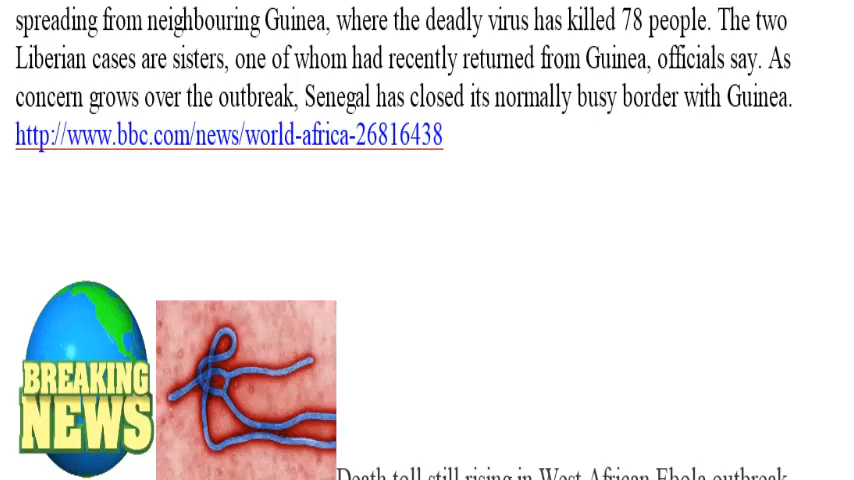 spreading from neighbouring Guinea, where the deadly virus has killed 78 people. The two
Liberian cases are sisters, one of whom had recently returned from Guinea, officials say. As
concern grows over the outbreak, Senegal has closed its normally busy border with Guinea.
http://www.bbc.com/news/world-africa-26816438
BREAKING
NEWS
Death toll still rising in West African Ebola outbreak